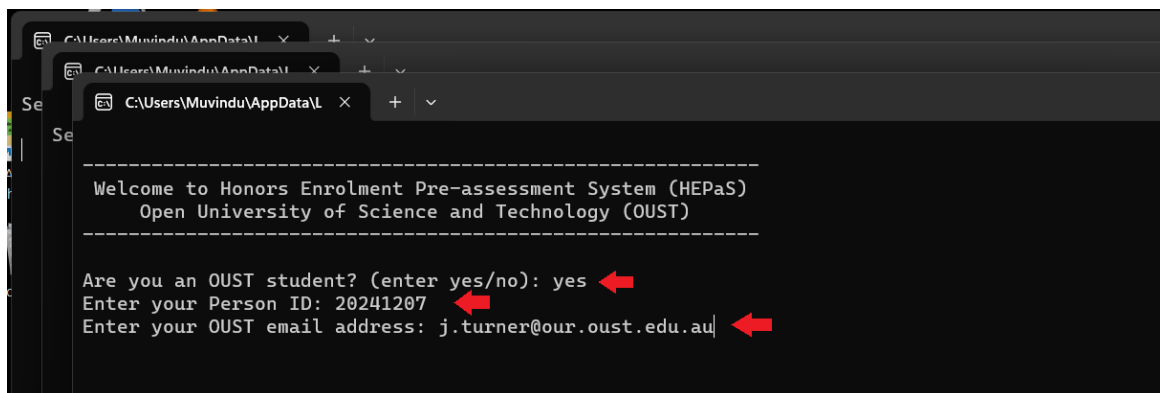 C:\Users\Muvindu\AppData\L
C:\Users\Muvindu\AppData\L
Se
C:\Users\Muvindu\AppData\L
Se
---------------------------------------------------------
Welcome to Honors Enrolment Pre-assessment System (HEPaS)
Open University of Science and Technology (OUST)
---------------------------------------------------------
Are you an OUST student? (enter yes/no): yes
Enter your Person ID: 20241207
Enter your OUST email address: j.turner@our.oust.edu.au